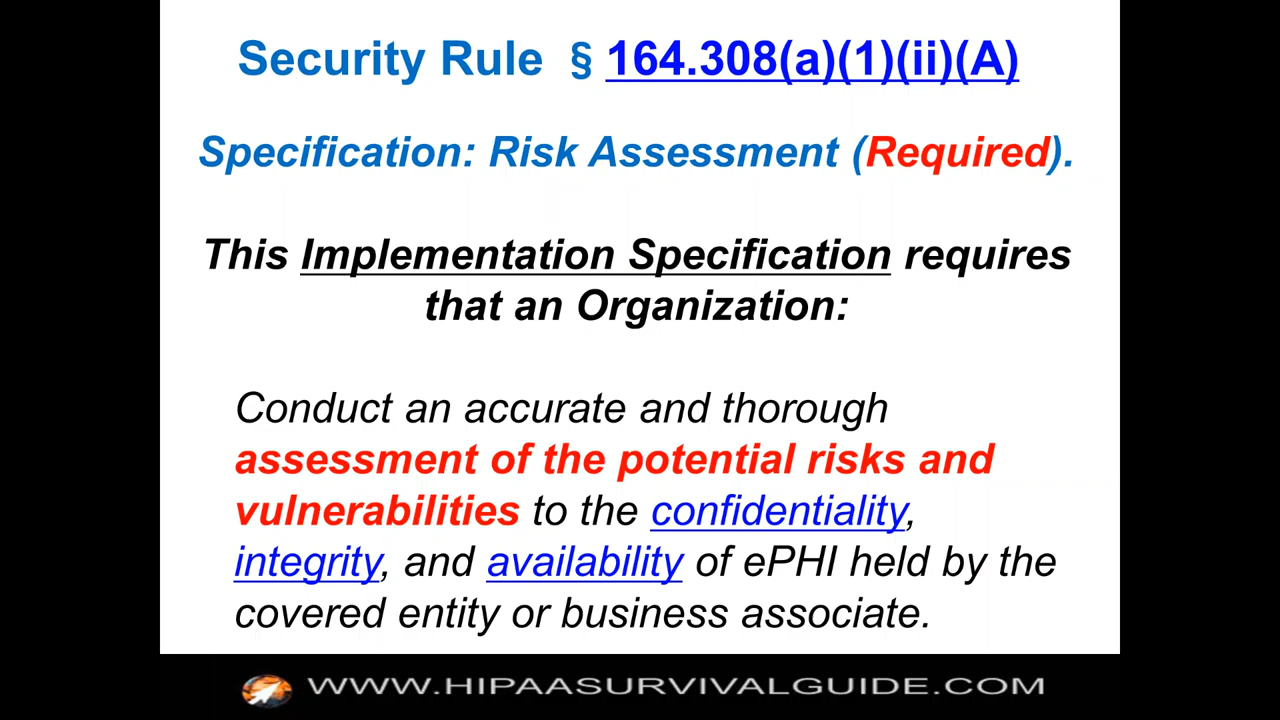 Security Rule § 164.308(a)(1)(ii)(A)
Specification: Risk Assessment (Required).
This Implementation Specification requires
that an Organization:
Conduct an accurate and thorough
assessment of the potential risks and
vulnerabilities to the confidentiality,
integrity, and availability of ePHI held by the
covered entity or business associate.
WWW.HIPAASURVIVALGUIDE.COM